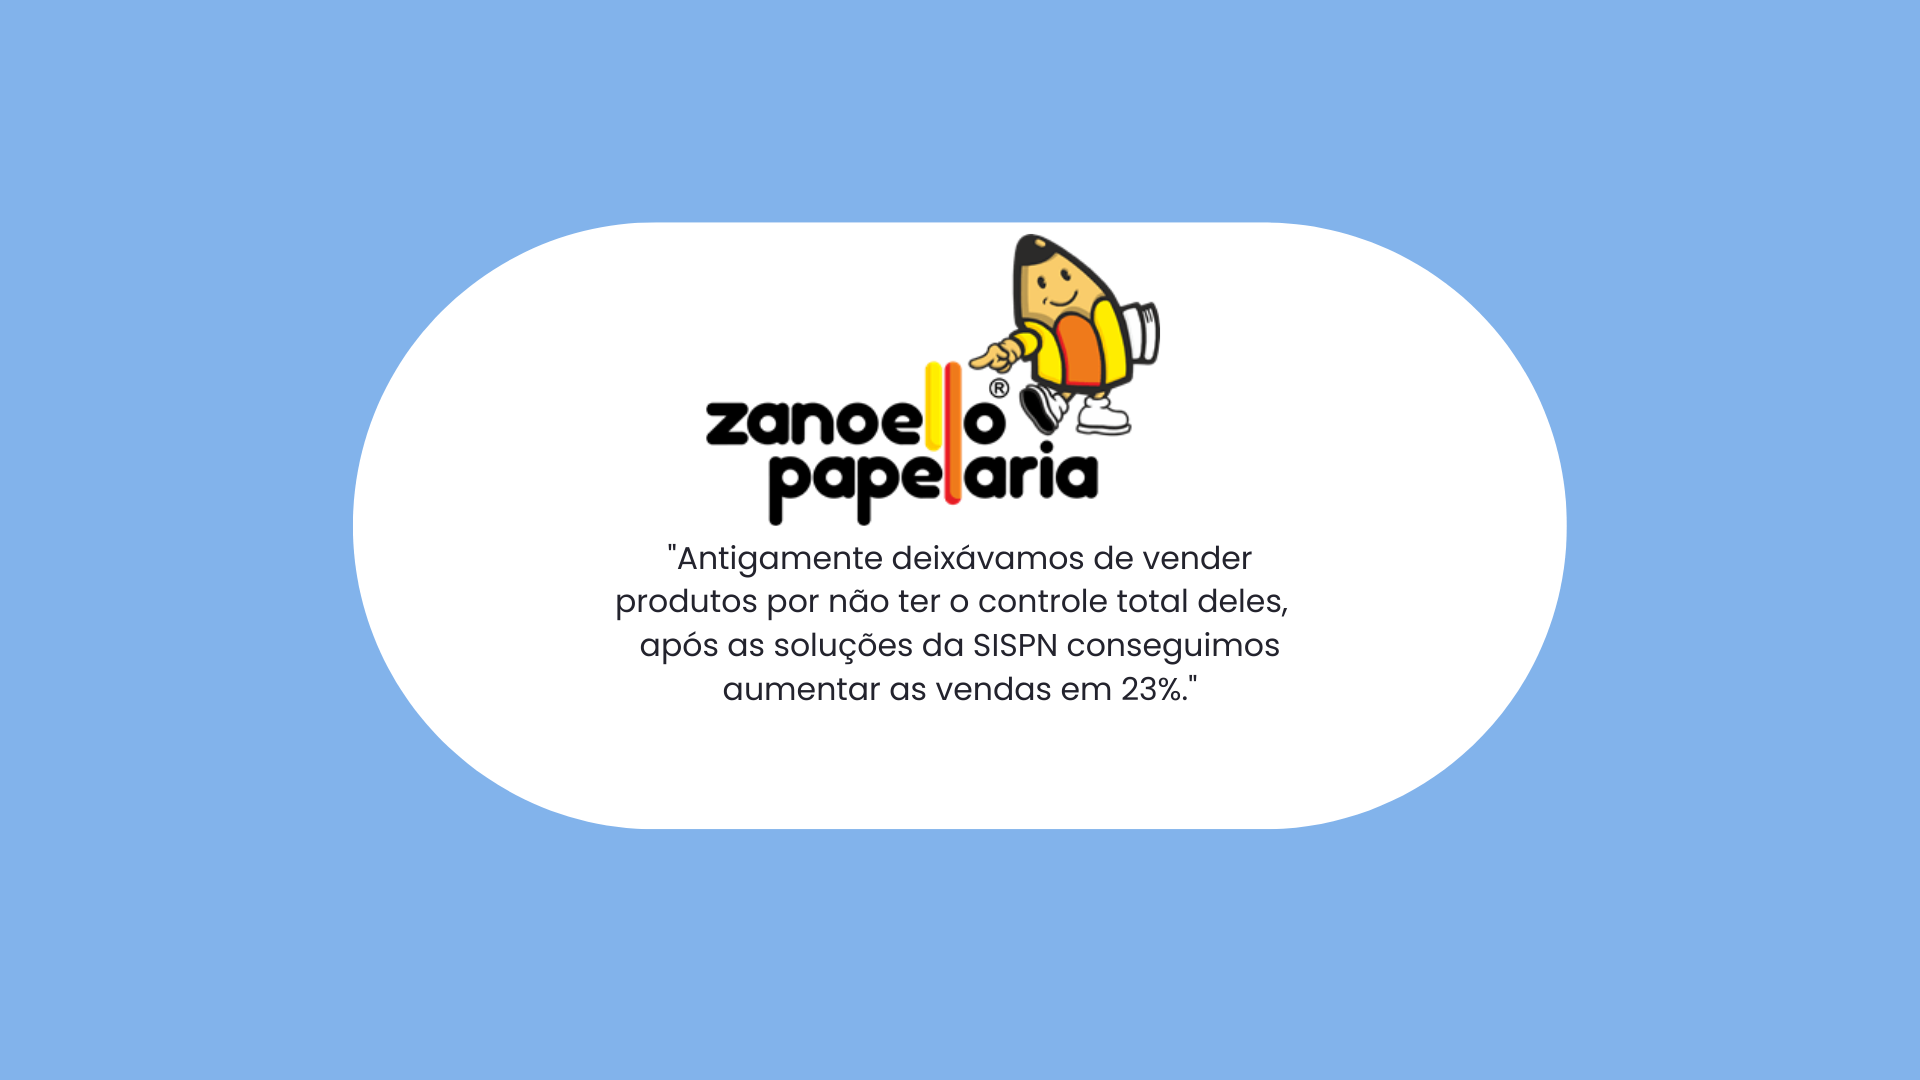 zanoello®
papelaria
"Antigamente deixávamos de vender
produtos por não ter o controle total deles,
após as soluções da SISPN conseguimos
aumentar as vendas em 23%."